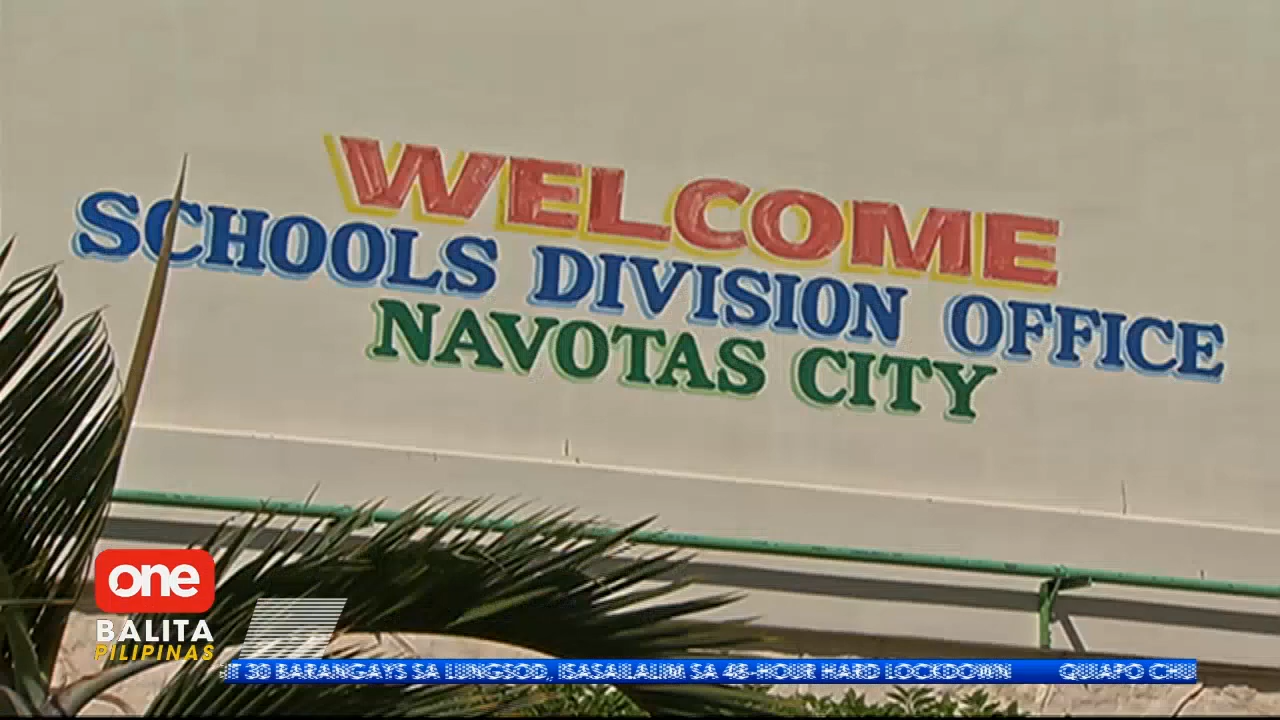 WELCOME
SCHOOLS DIVISION OFFICE
NAVOTAS CITY
one
BALITA
PILIPINAS
30 BARANGAYS SA LUNGSOD, ISASAILALIM SA 48-HOUR HARD LOCKDOWN QUIAPO